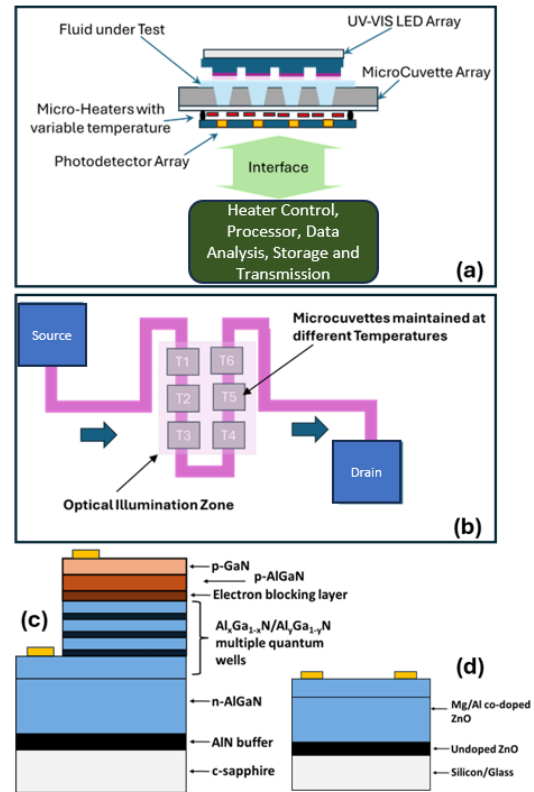 UV-VIS LED Array
Fluid under Test
MicroCuvette Array
Micro-Heaters with
variable temperature
Photodetector Array
Interface
Heater Control,
Processor, Data
Analysis, Storage and
Transmission
(a)
Source
Microcuvettes maintained at
different Temperatures
T1
T6
T2
T5
T3
T4
Drain
Optical Illumination Zone
(b)
(c)
p-GaN
p-AlGaN
Electron blocking layer
AlxGa1-xN/AlyGa1-yN
multiple quantum
wells
n-AlGaN
AlN buffer
c-sapphire
(d)
Mg/Al co-doped
ZnO
Undoped ZnO
Silicon/Glass